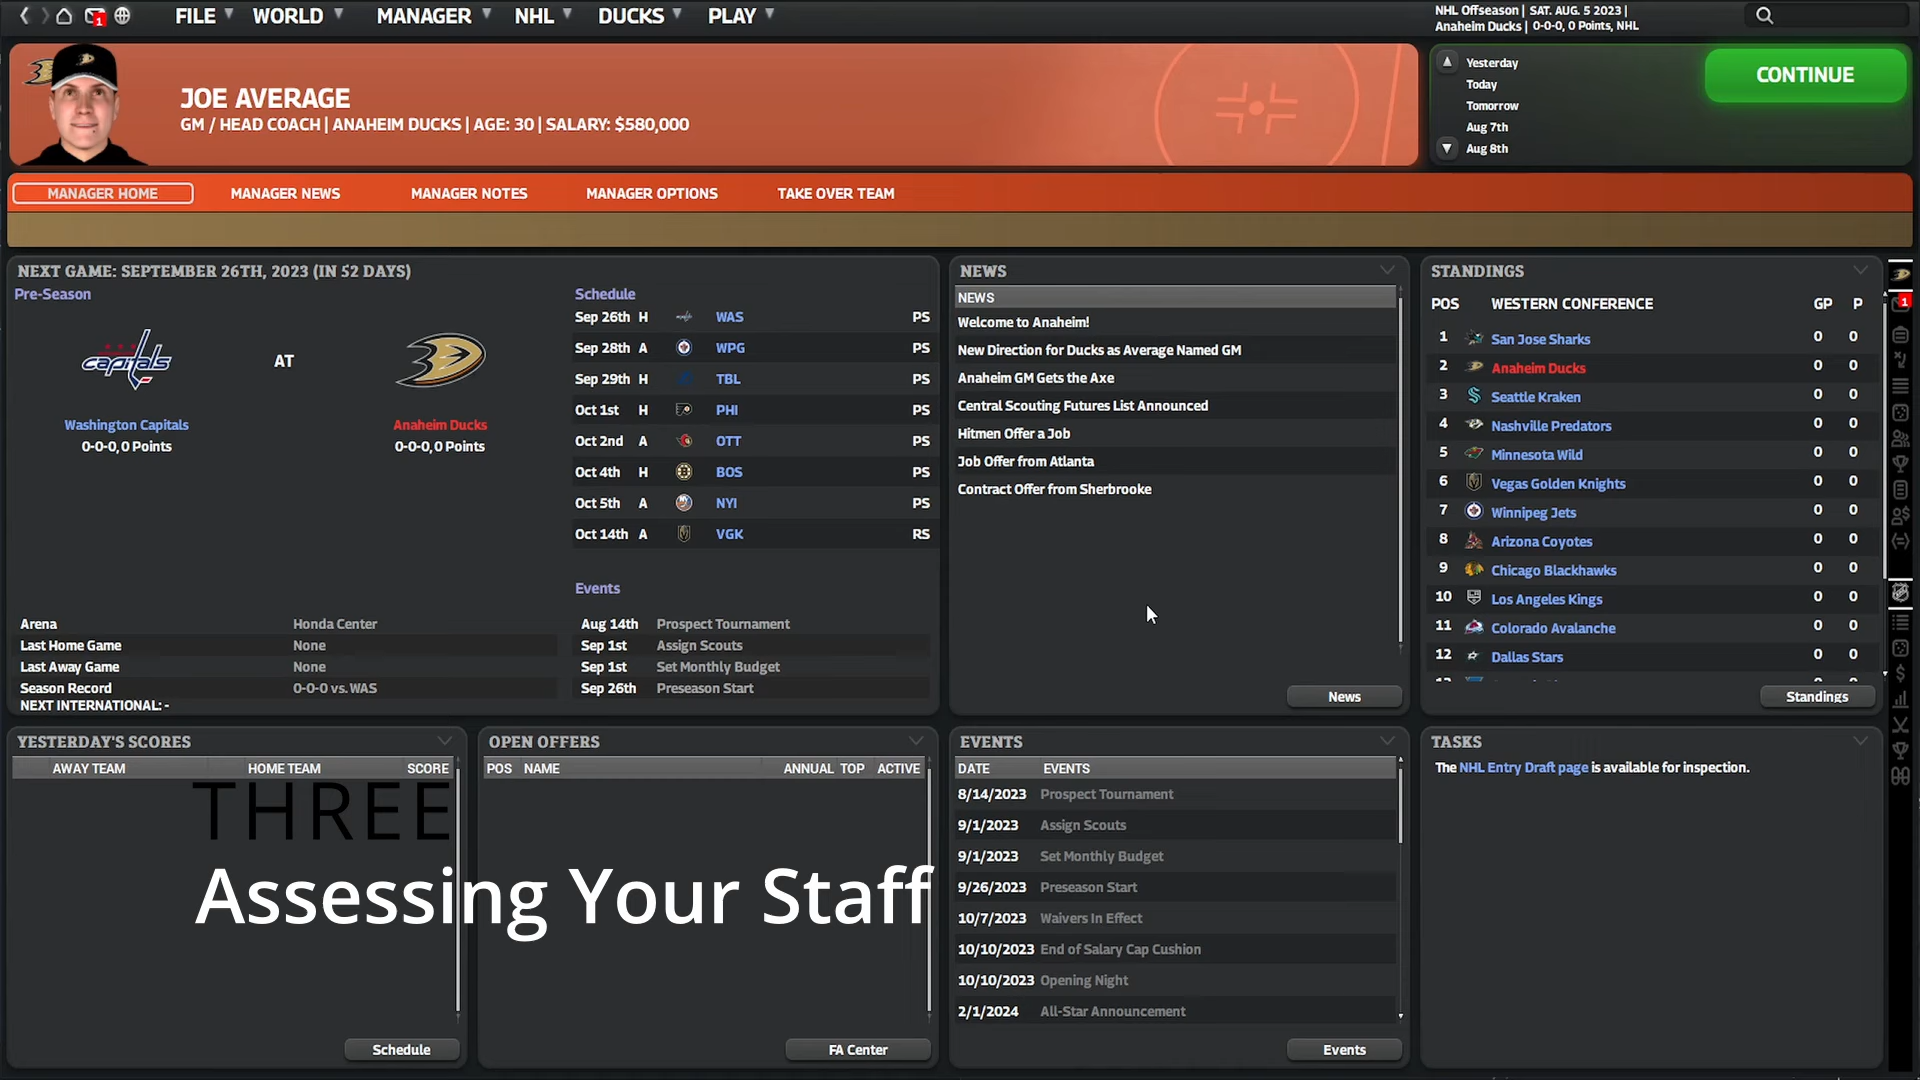 FILE WORLD MANAGER NHL DUCKS PLAY
NHL Offseason | SAT. AUG. 5 2023 |
Anaheim Ducks | 0-0-0, 0 Points, NHL
1
JOE AVERAGE
GM / HEAD COACH | ANAHEIM DUCKS | AGE: 30 | SALARY: $580,000
Yesterday
Today
Tomorrow
Aug 7th
Aug 8th
CONTINUE
MANAGER HOME MANAGER NEWS MANAGER NOTES MANAGER OPTIONS TAKE OVER TEAM
NEXT GAME: SEPTEMBER 26TH, 2023 (IN 52 DAYS)
Pre-Season
capitals
AT
Washington Capitals
0-0-0, 0 Points
Anaheim Ducks
0-0-0, 0 Points
Schedule
Sep 26th H WAS PS
Sep 28th A WPG PS
Sep 29th H TBL PS
Oct 1st H PHI PS
Oct 2nd A OTT PS
Oct 4th H BOS PS
Oct 5th A NYI PS
Oct 14th A VGK RS
Arena Honda Center
Last Home Game None
Last Away Game None
Season Record 0-0-0 vs. WAS
NEXT INTERNATIONAL: -
Events
Aug 14th Prospect Tournament
Sep 1st Assign Scouts
Sep 1st Set Monthly Budget
Sep 26th Preseason Start
NEWS
NEWS
Welcome to Anaheim!
New Direction for Ducks as Average Named GM
Anaheim GM Gets the Axe
Central Scouting Futures List Announced
Hitmen Offer a Job
Job Offer from Atlanta
Contract Offer from Sherbrooke
News
STANDINGS
POS WESTERN CONFERENCE GP P
1 San Jose Sharks 0 0
2 Anaheim Ducks 0 0
3 Seattle Kraken 0 0
4 Nashville Predators 0 0
5 Minnesota Wild 0 0
6 Vegas Golden Knights 0 0
7 Winnipeg Jets 0 0
8 Arizona Coyotes 0 0
9 Chicago Blackhawks 0 0
10 Los Angeles Kings 0 0
11 Colorado Avalanche 0 0
12 Dallas Stars 0 0
Standings
1
YESTERDAY'S SCORES
AWAY TEAM HOME TEAM SCORE
Schedule
OPEN OFFERS
POS NAME ANNUAL TOP ACTIVE
FA Center
THREE
Assessing Your Staff
EVENTS
DATE EVENTS
8/14/2023 Prospect Tournament
9/1/2023 Assign Scouts
9/1/2023 Set Monthly Budget
9/26/2023 Preseason Start
10/7/2023 Waivers In Effect
10/10/2023 End of Salary Cap Cushion
10/10/2023 Opening Night
2/1/2024 All-Star Announcement
Events
TASKS
The NHL Entry Draft page is available for inspection.